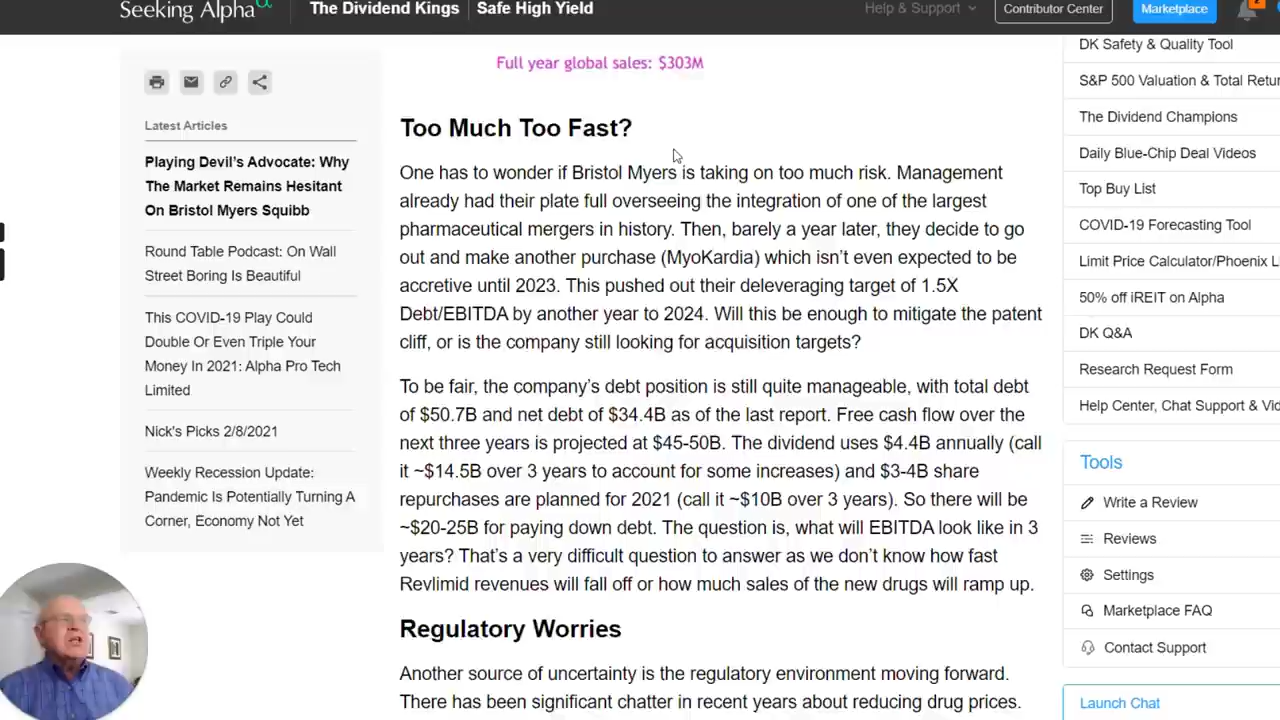 Seeking Alpha α
The Dividend Kings
Safe High Yield
Help & Support
Contributor Center
Marketplace
2
Latest Articles
Playing Devil's Advocate: Why
The Market Remains Hesitant
On Bristol Myers Squibb
Round Table Podcast: On Wall
Street Boring Is Beautiful
This COVID-19 Play Could
Double Or Even Triple Your
Money In 2021: Alpha Pro Tech
Limited
Nick's Picks 2/8/2021
Weekly Recession Update:
Pandemic Is Potentially Turning A
Corner, Economy Not Yet
Full year global sales: $303M
Too Much Too Fast?
One has to wonder if Bristol Myers is taking on too much risk. Management
already had their plate full overseeing the integration of one of the largest
pharmaceutical mergers in history. Then, barely a year later, they decide to go
out and make another purchase (MyoKardia) which isn't even expected to be
accretive until 2023. This pushed out their deleveraging target of 1.5X
Debt/EBITDA by another year to 2024. Will this be enough to mitigate the patent
cliff, or is the company still looking for acquisition targets?
To be fair, the company's debt position is still quite manageable, with total debt
of $50.7B and net debt of $34.4B as of the last report. Free cash flow over the
next three years is projected at $45-50B. The dividend uses $4.4B annually (call
it ~$14.5B over 3 years to account for some increases) and $3-4B share
repurchases are planned for 2021 (call it ~$10B over 3 years). So there will be
~$20-25B for paying down debt. The question is, what will EBITDA look like in 3
years? That's a very difficult question to answer as we don't know how fast
Revlimid revenues will fall off or how much sales of the new drugs will ramp up.
Regulatory Worries
Another source of uncertainty is the regulatory environment moving forward.
There has been significant chatter in recent years about reducing drug prices.
DK Safety & Quality Tool
S&P 500 Valuation & Total Retur
The Dividend Champions
Daily Blue-Chip Deal Videos
Top Buy List
COVID-19 Forecasting Tool
Limit Price Calculator/Phoenix Li
50% off iREIT on Alpha
DK Q&A
Research Request Form
Help Center, Chat Support & Vid
Tools
Write a Review
Reviews
Settings
Marketplace FAQ
Contact Support
Launch Chat